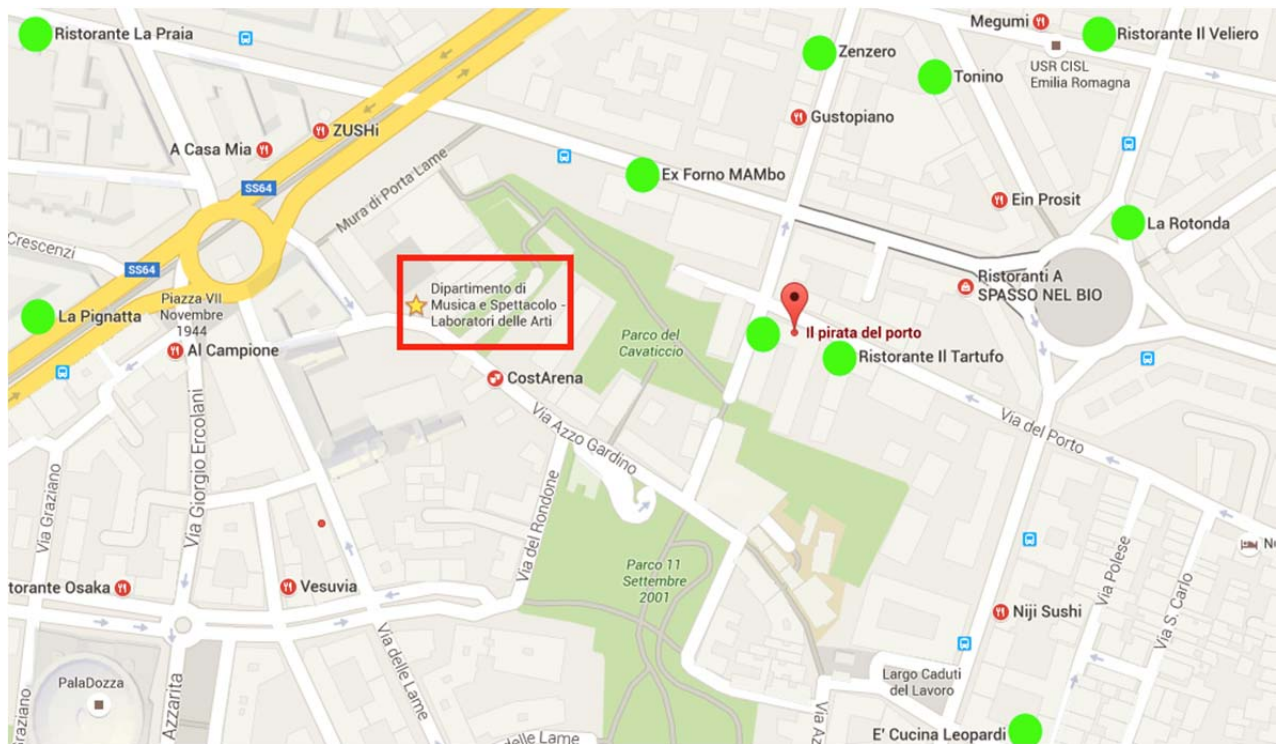 Ristorante La Praia
Megumi
Ristorante Il Veliero
Zenzero
USR CISL
Emilia Romagna
Tonino
Gustopiano
ZUSHi
A Casa Mia
Mura di Porta Lame
Ex Forno MAMbo
SS64
Ein Prosit
La Rotonda
Crescenzi
SS64
Dipartimento di
Musica e Spettacolo -
Laboratori delle Arti
Ristoranti A
SPASSO NEL BIO
Piazza VII
Novembre
1944
La Pignatta
Parco del
Cavaticcio
Il pirata del porto
Al Campione
Ristorante Il Tartufo
CostArena
Via del Porto
Via Azzo Gardino
Via Giorgio Ercolani
Via Graziano
Via del Rondone
Parco 11
Settembre
2001
torante Osaka
Vesuvia
Via Polese
Via S. Carlo
Niji Sushi
Via delle Lame
PalaDozza
Largo Caduti
del Lavoro
raziano
Azzarita
Via Az
E' Cucina Leopardi
delle Lame